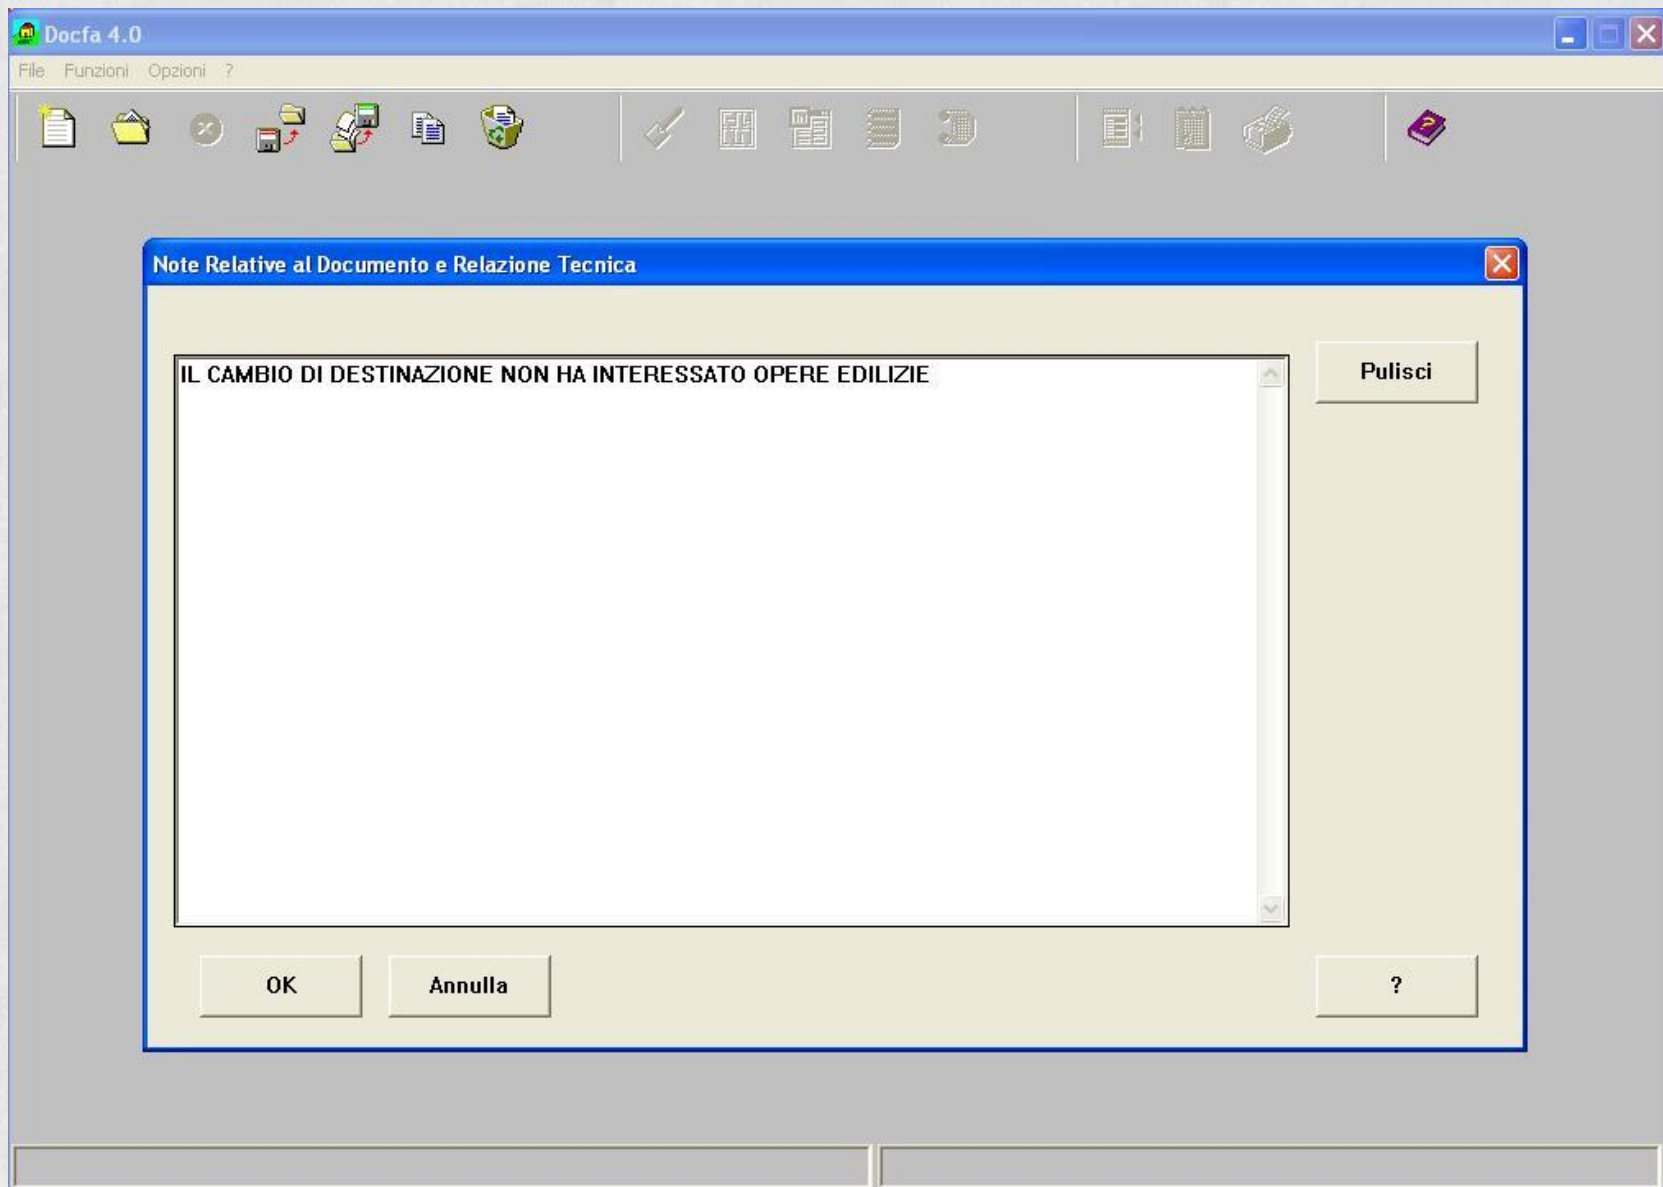 Docfa 4.0
File Funzioni Opzioni ?
Note Relative al Documento e Relazione Tecnica
IL CAMBIO DI DESTINAZIONE NON HA INTERESSATO OPERE EDILIZIE
Pulisci
OK Annulla ?